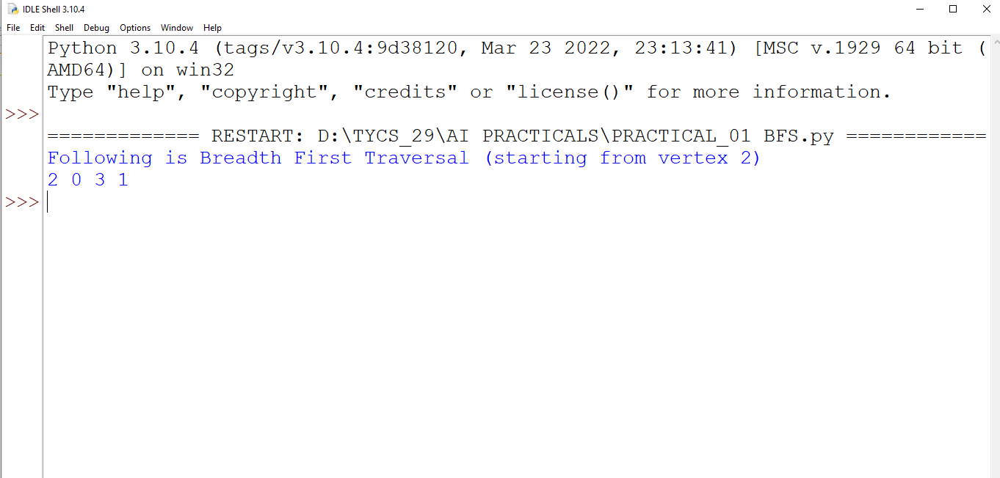 IDLE Shell 3.10.4
File Edit Shell Debug Options Window Help
Python 3.10.4 (tags/v3.10.4:9d38120, Mar 23 2022, 23:13:41) [MSC v.1929 64 bit (
AMD64)] on win32
Type "help", "copyright", "credits" or "license()" for more information.
>>>
============= RESTART: D:\TYCS_29\AI PRACTICALS\PRACTICAL_01 BFS.py ============
Following is Breadth First Traversal (starting from vertex 2)
2 0 3 1
>>>